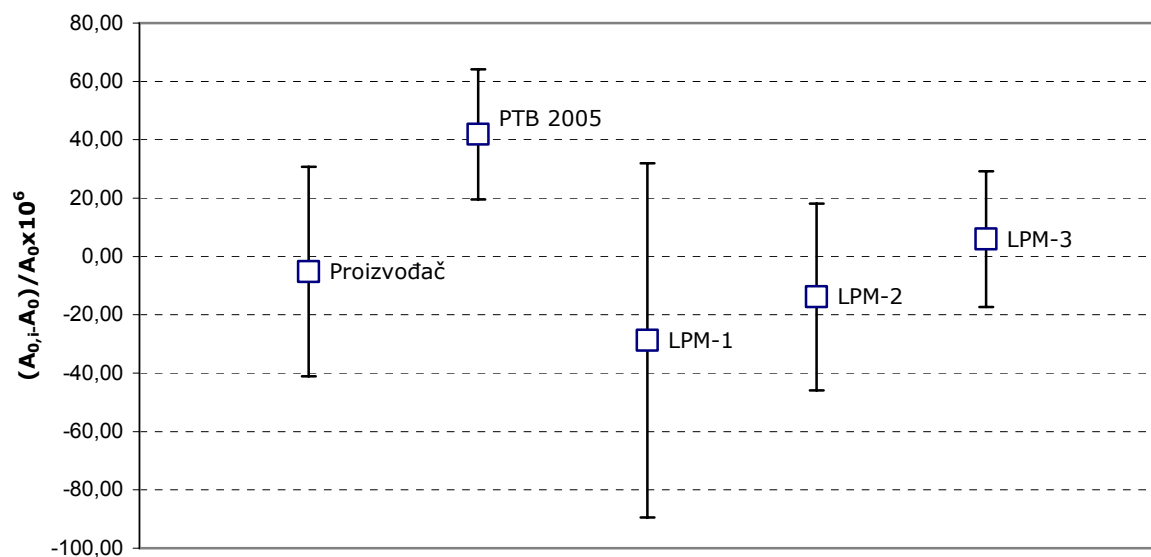 80,00
60,00
40,00
20,00
0,00
-20,00
-40,00
-60,00
-80,00
-100,00
(A₀,ᵢ-A₀)/A₀x10⁶
Proizvođač
PTB 2005
LPM-1
LPM-2
LPM-3